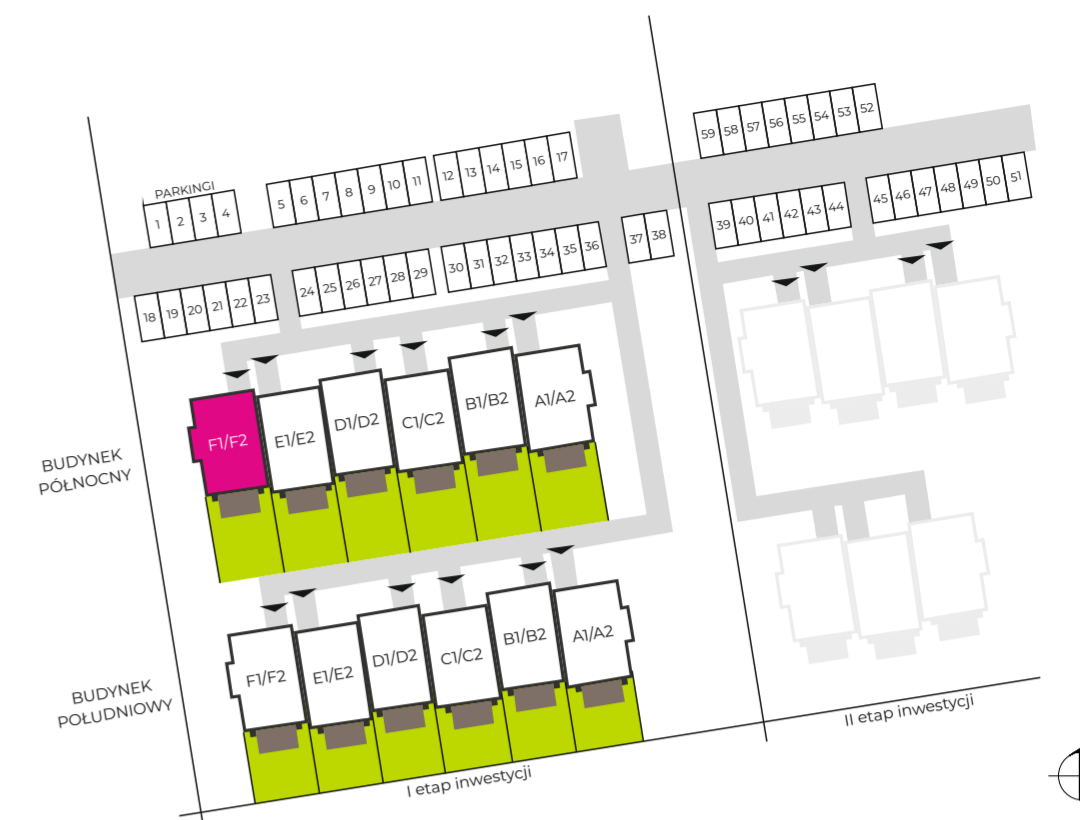 59 58 57 56 55 54 53 52
PARKINGI
1 2 3 4
5 6 7 8 9 10 11
12 13 14 15 16 17
18 19 20 21 22 23
24 25 26 27 28 29
30 31 32 33 34 35 36
37 38
39 40 41 42 43 44
45 46 47 48 49 50 51
BUDYNEK
PÓŁNOCNY
F1/F2
E1/E2
D1/D2
C1/C2
B1/B2
A1/A2
BUDYNEK
POŁUDNIOWY
F1/F2
E1/E2
D1/D2
C1/C2
B1/B2
A1/A2
I etap inwestycji
II etap inwestycji